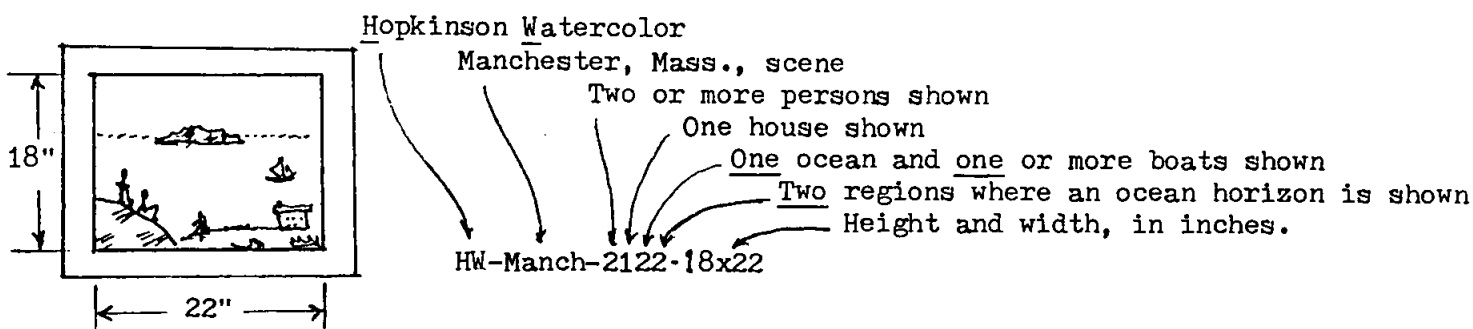 Hopkinson Watercolor
Manchester, Mass., scene
Two or more persons shown
One house shown
One ocean and one or more boats shown
Two regions where an ocean horizon is shown
Height and width, in inches.
HW-Manch-2122-18x22
18"
22"